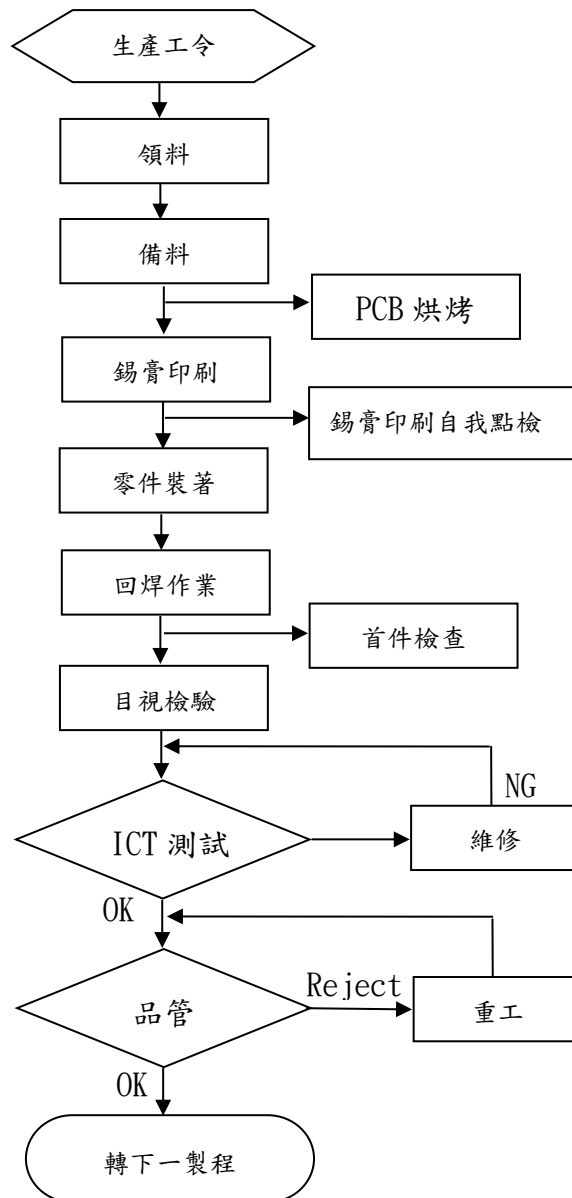 生產工令
領料
備料
PCB 烘烤
錫膏印刷
錫膏印刷自我點檢
零件裝著
回焊作業
首件檢查
目視檢驗
NG
ICT 測試
維修
OK
Reject
品管
重工
OK
轉下一製程